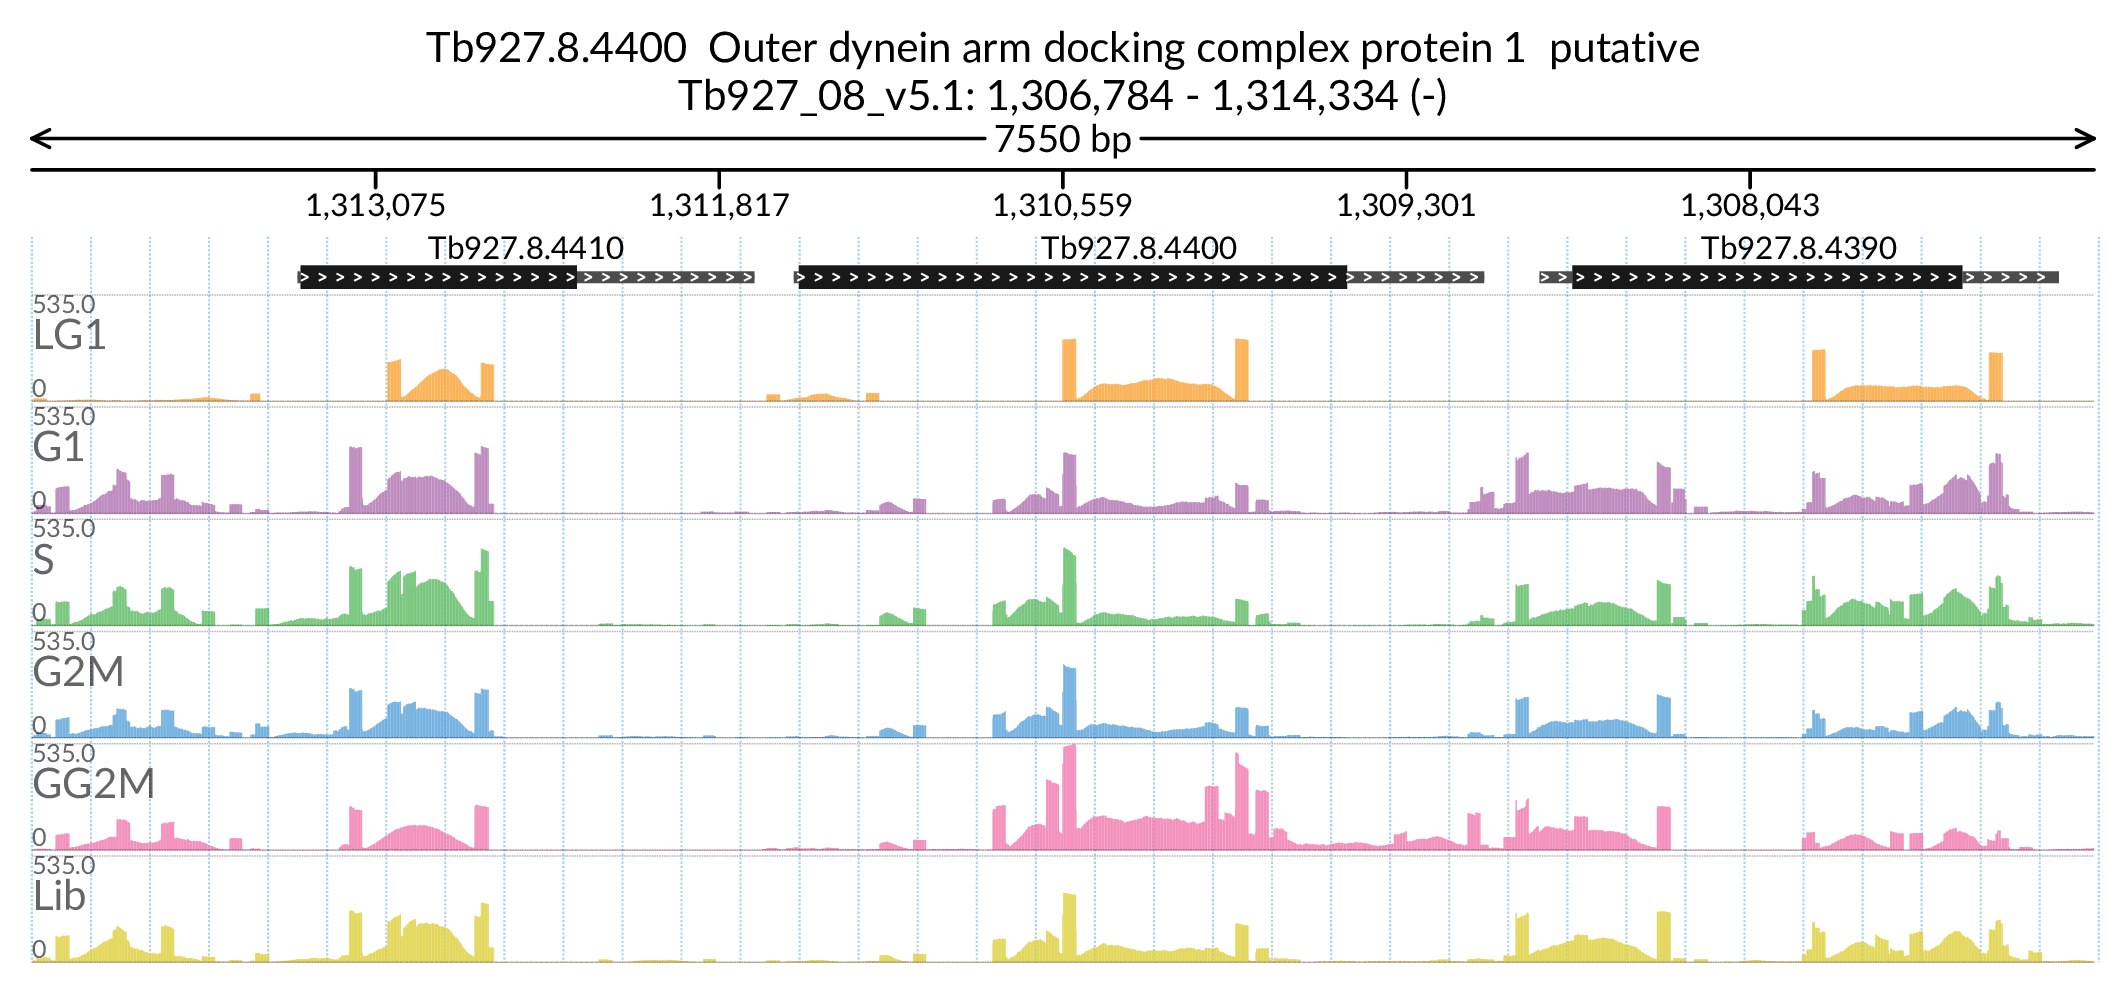 Tb927.8.4400 Outer dynein arm docking complex protein 1 putative
Tb927_08_v5.1: 1,306,784 - 1,314,334 (-)
7550 bp
1,313,075 1,311,817 1,310,559 1,309,301 1,308,043
Tb927.8.4410 Tb927.8.4400 Tb927.8.4390
535.0
LG1
0
535.0
G1
0
535.0
S
0
535.0
G2M
0
535.0
GG2M
0
535.0
Lib
0